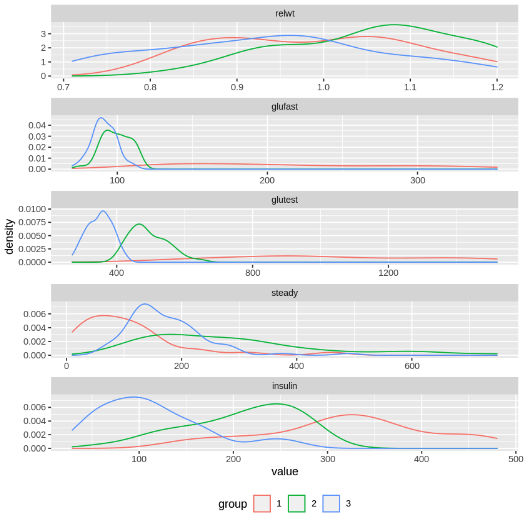 relwt
3
2
1
0
0.7 0.8 0.9 1.0 1.1 1.2
glufast
0.04
0.03
0.02
0.01
0.00
100 200 300
glutest
0.0100
0.0075
0.0050
0.0025
0.0000
400 800 1200
density
steady
0.006
0.004
0.002
0.000
0 200 400 600
insulin
0.006
0.004
0.002
0.000
100 200 300 400 500
value
group 1 2 3